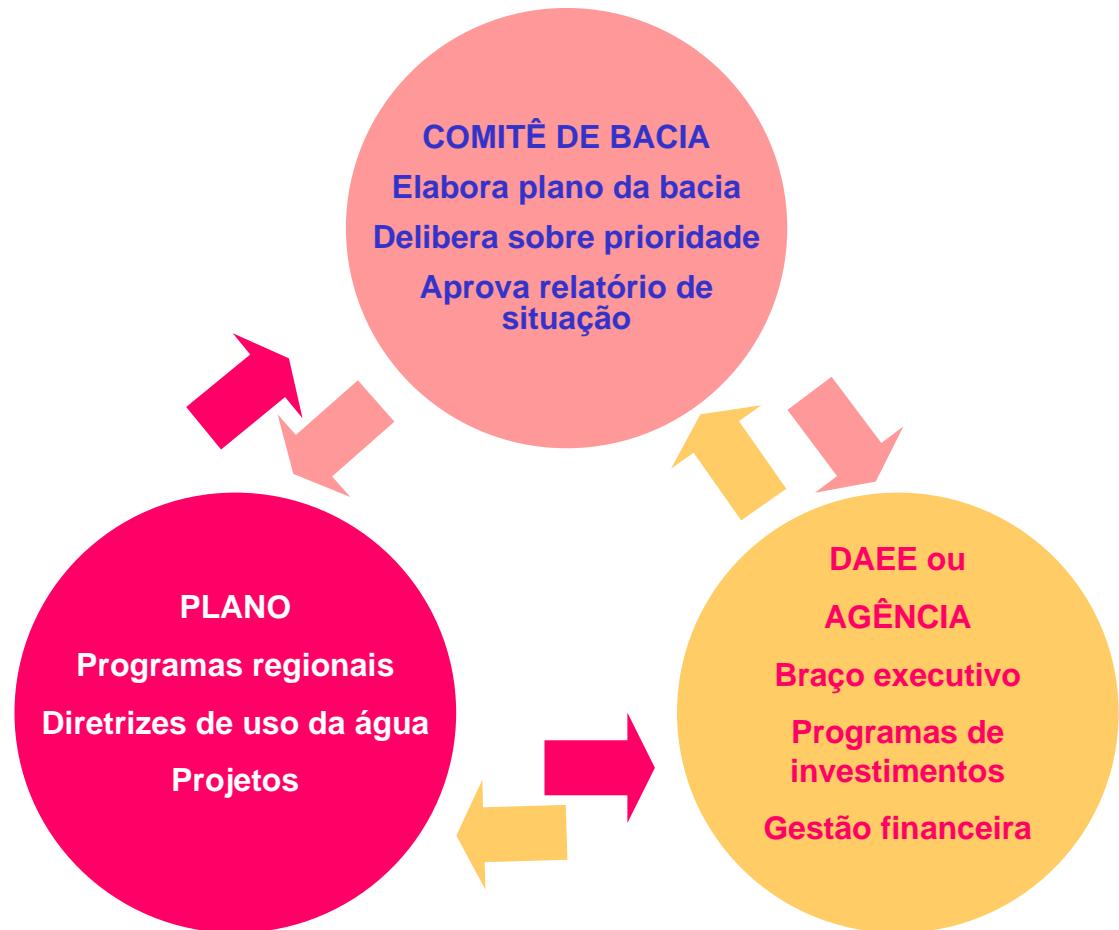 COMITÊ DE BACIA
Elabora plano da bacia
Delibera sobre prioridade
Aprova relatório de
situação
PLANO
Programas regionais
Diretrizes de uso da água
Projetos
DAEE ou
AGÊNCIA
Braço executivo
Programas de
investimentos
Gestão financeira